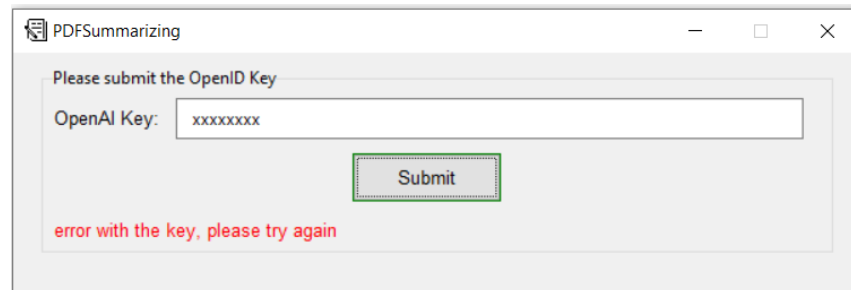 PDFSummarizing
Please submit the OpenID Key
OpenAI Key: xxxxxxxx
Submit
error with the key, please try again